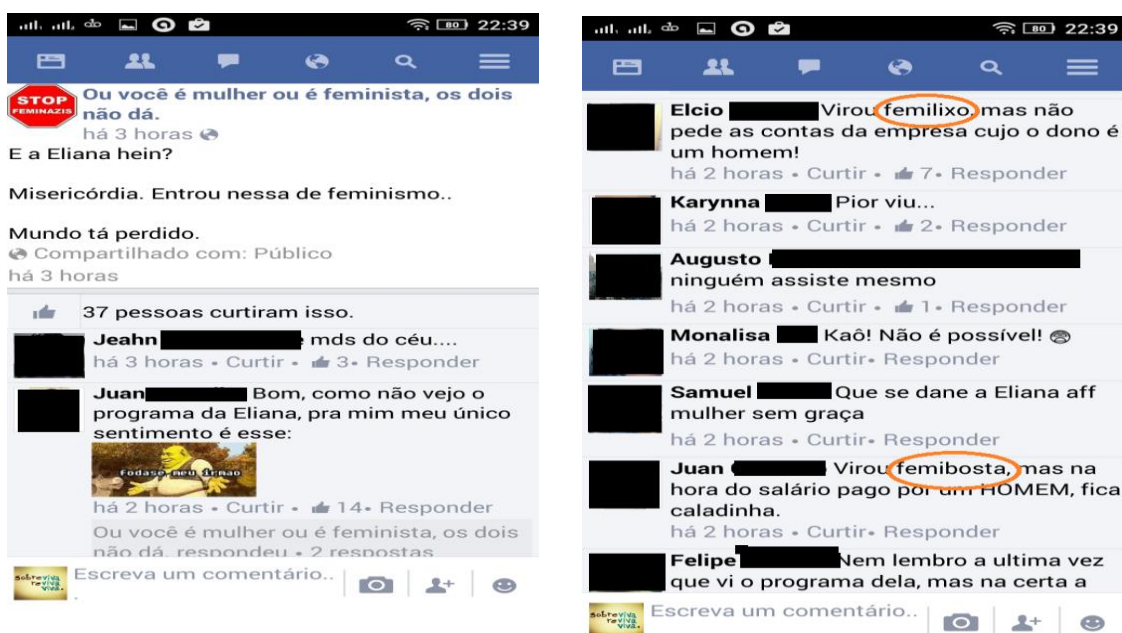 80 22:39
STOP
FEMINAZIS
Ou você é mulher ou é feminista, os dois
não dá.
há 3 horas
E a Eliana hein?
Misericórdia. Entrou nessa de feminismo..
Mundo tá perdido.
Compartilhado com: Público
há 3 horas
37 pessoas curtiram isso.
Jeahn mds do céu....
há 3 horas • Curtir • 3• Responder
Juan Bom, como não vejo o
programa da Eliana, pra mim meu único
sentimento é esse:
fodase meu irmao
há 2 horas • Curtir • 14• Responder
Ou você é mulher ou é feminista, os dois
não dá. respondeu • 2 respostas
sobreviva
reviva
viva.
Escreva um comentário..
80 22:39
Elcio Virou femilixo, mas não
pede as contas da empresa cujo o dono é
um homem!
há 2 horas • Curtir • 7• Responder
Karynna Pior viu...
há 2 horas • Curtir • 2• Responder
Augusto
ninguém assiste mesmo
há 2 horas • Curtir • 1• Responder
Monalisa Kaô! Não é possível!
há 2 horas • Curtir• Responder
Samuel Que se dane a Eliana aff
mulher sem graça
há 2 horas • Curtir• Responder
Juan Virou femibosta, mas na
hora do salário pago por um HOMEM, fica
caladinha.
há 2 horas • Curtir• Responder
Felipe Nem lembro a ultima vez
que vi o programa dela, mas na certa a
sobreviva
reviva
viva.
Escreva um comentário..